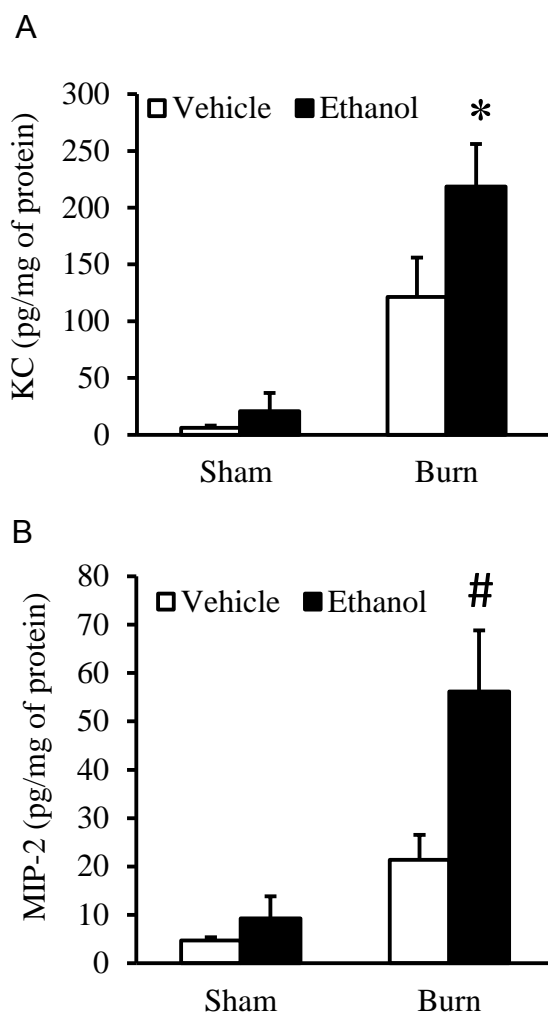 A
KC (pg/mg of protein)
300
250
200
150
100
50
0
Vehicle Ethanol
*
Sham Burn
B
MIP-2 (pg/mg of protein)
80
70
60
50
40
30
20
10
0
Vehicle Ethanol
#
Sham Burn